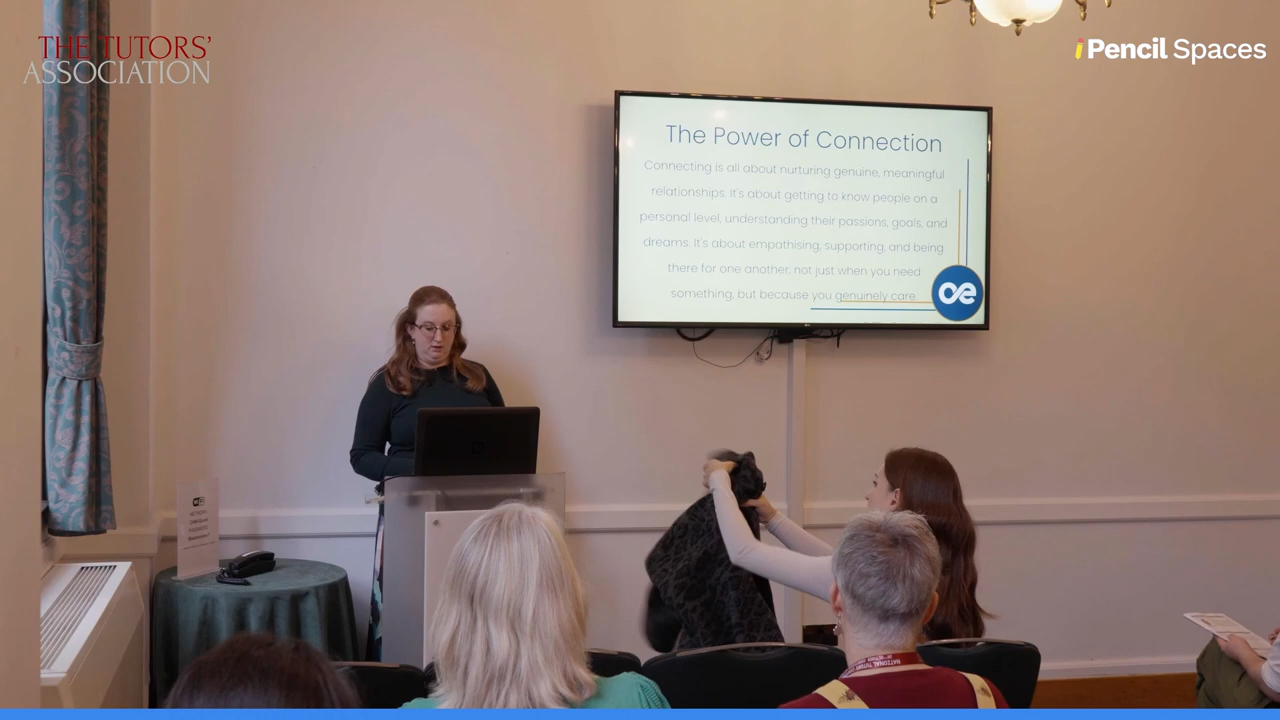 THE TUTORS'
ASSOCIATION
Pencil Spaces
The Power of Connection
Connecting is all about nurturing genuine, meaningful
relationships. It's about getting to know people on a
personal level, understanding their passions, goals, and
dreams. It's about empathising, supporting, and being
there for one another, not just when you need
something, but because you genuinely care.